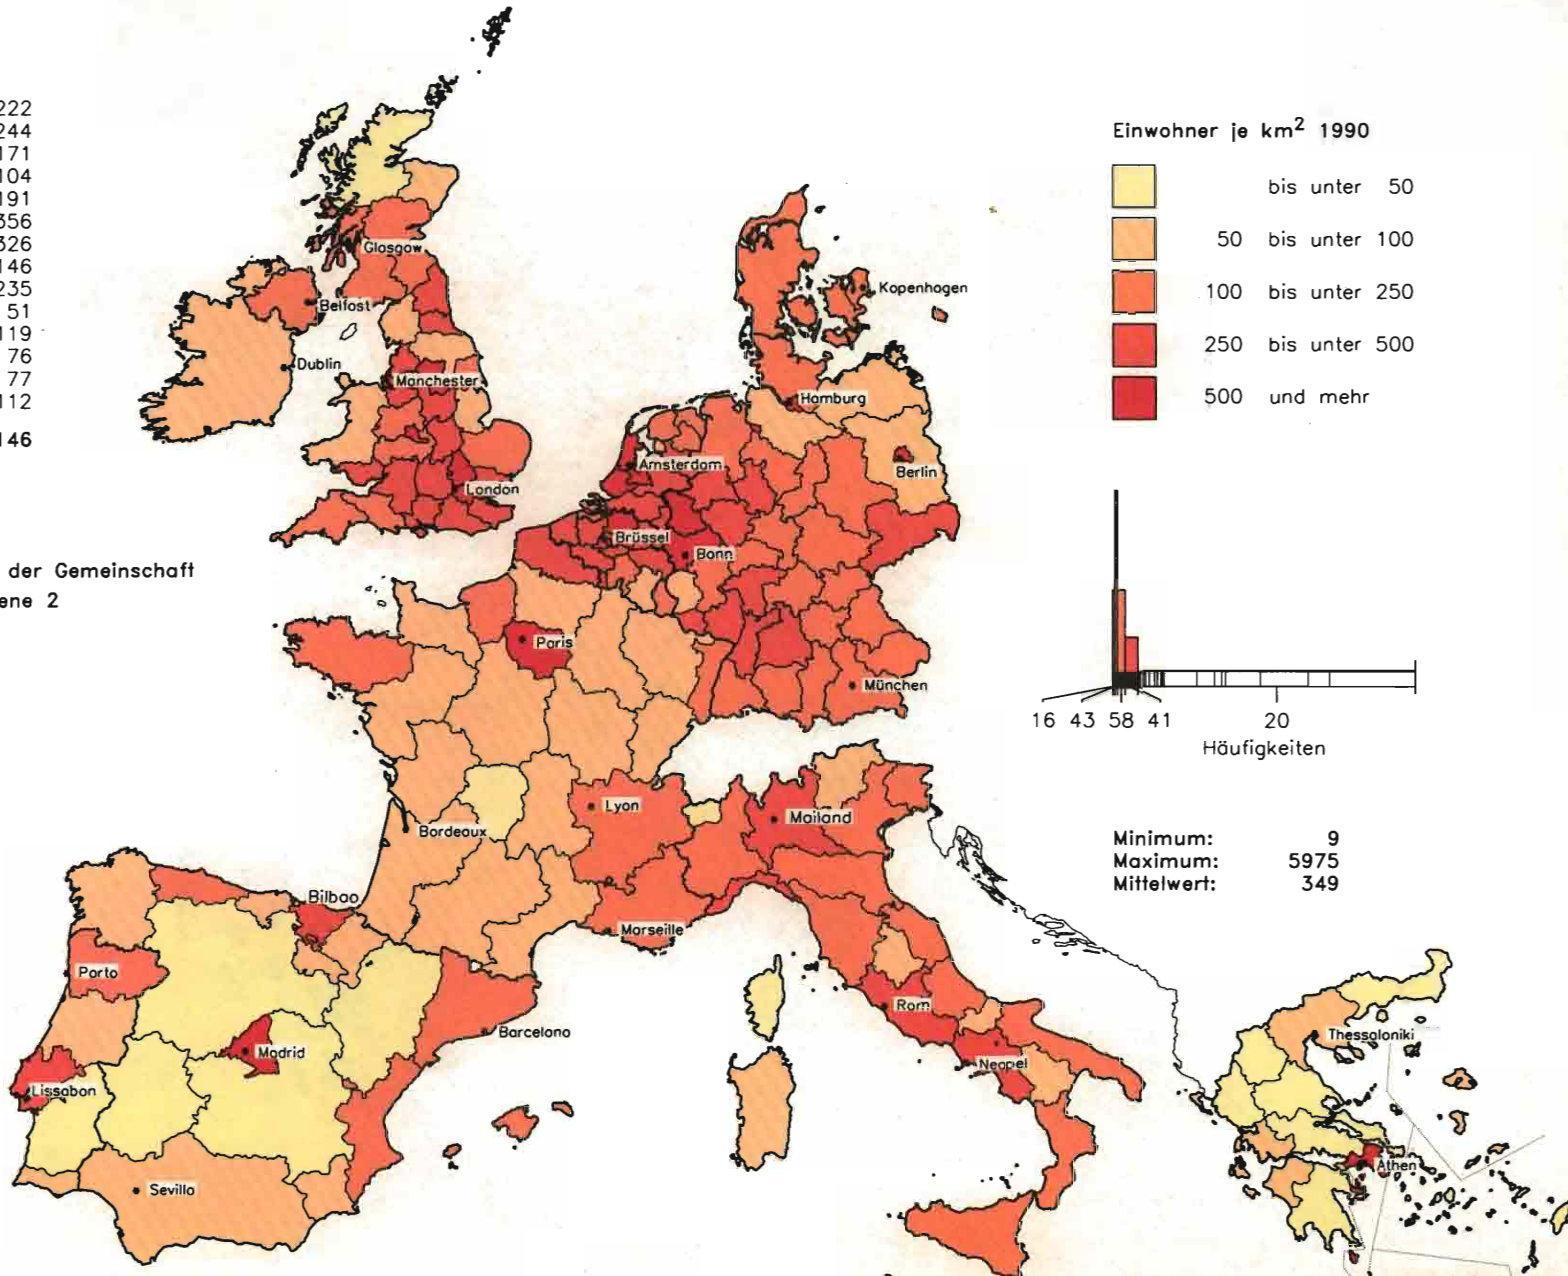 222
244
171
104
191
356
326
146
235
51
119
76
77
112
146
der Gemeinschaft
ene 2
Glasgow
Belfast
Dublin
Manchester
London
Kopenhagen
Hamburg
Berlin
Amsterdam
Brüssel
Bonn
Paris
München
Lyon
Mailand
Bordeaux
Bilbao
Marseille
Porto
Rom
Barcelona
Madrid
Thessaloniki
Neapel
Lissabon
Athen
Sevilla
Einwohner je km² 1990
bis unter 50
50 bis unter 100
100 bis unter 250
250 bis unter 500
500 und mehr
16 43 58 41 20
Häufigkeiten
Minimum: 9
Maximum: 5975
Mittelwert: 349